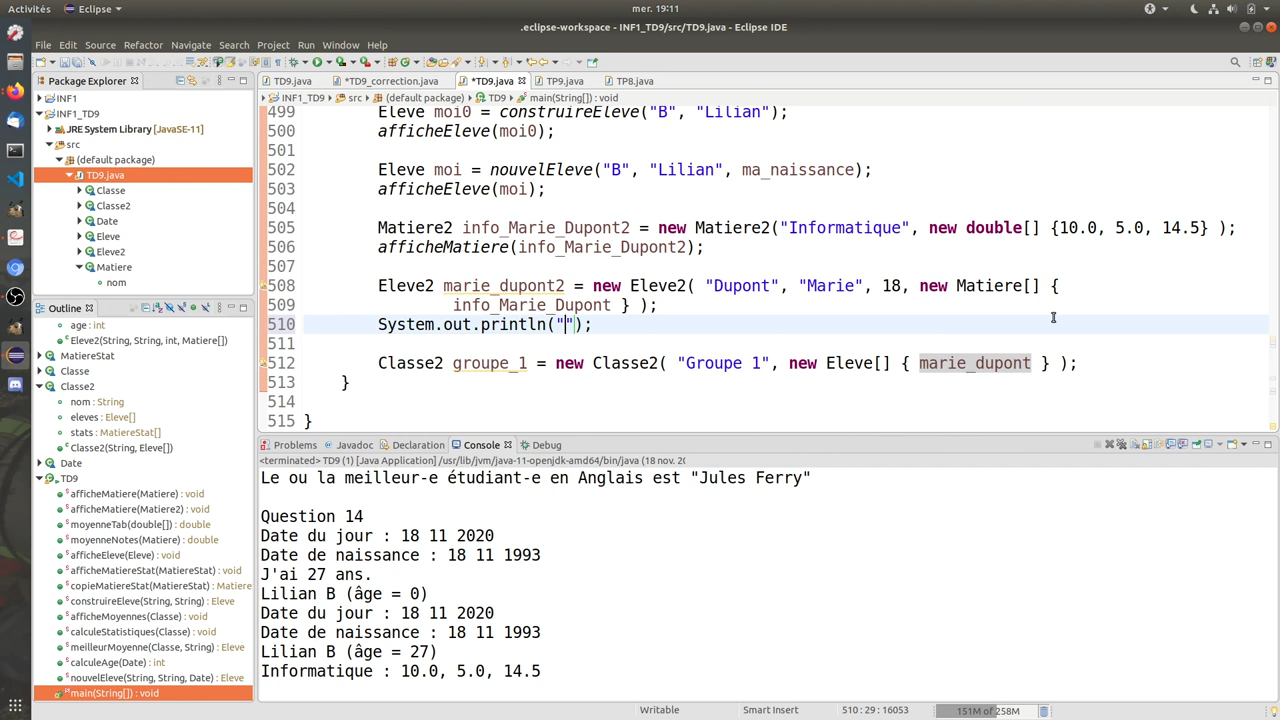 Activités
Eclipse
mer. 19:11
.eclipse-workspace - INF1_TD9/src/TD9.java - Eclipse IDE
File Edit Source Refactor Navigate Search Project Run Window Help
Package Explorer
INF1
INF1_TD9
JRE System Library [JavaSE-11]
src
(default package)
TD9.java
Classe
Classe2
Date
Eleve
Eleve2
Matiere
nom
Outline
age : int
Eleve2(String, String, int, Matiere[])
MatiereStat
Classe
Classe2
nom : String
eleves : Eleve[]
stats : MatiereStat[]
Classe2(String, Eleve[])
Date
TD9
afficheMatiere(Matiere) : void
afficheMatiere(Matiere2) : void
moyenneTab(double[]) : double
moyenneNotes(Matiere) : double
afficheEleve(Eleve) : void
afficheMatiereStat(MatiereStat) : void
copieMatiereStat(MatiereStat) : Matiere
construireEleve(String, String) : Eleve
afficheMoyennes(Classe) : void
calculeStatistiques(Classe) : void
meilleurMoyenne(Classe, String) : Eleve
calculeAge(Date) : int
nouvelEleve(String, String, Date) : Eleve
main(String[]) : void
TD9.java *TD9_correction.java *TD9.java TP9.java TP8.java
INF1_TD9 src (default package) TD9 main(String[]) : void
499 Eleve moi0 = construireEleve("B", "Lilian");
500 afficheEleve(moi0);
501
502 Eleve moi = nouvelEleve("B", "Lilian", ma_naissance);
503 afficheEleve(moi);
504
505 Matiere2 info_Marie_Dupont2 = new Matiere2("Informatique", new double[] {10.0, 5.0, 14.5} );
506 afficheMatiere(info_Marie_Dupont2);
507
508 Eleve2 marie_dupont2 = new Eleve2( "Dupont", "Marie", 18, new Matiere[] {
509 info_Marie_Dupont } );
510 System.out.println("");
511
512 Classe2 groupe_1 = new Classe2( "Groupe 1", new Eleve[] { marie_dupont } );
513 }
514
515 }
Problems Javadoc Declaration Console Debug
<terminated> TD9 (1) [Java Application] /usr/lib/jvm/java-11-openjdk-amd64/bin/java (18 nov. 20
Le ou la meilleur-e étudiant-e en Anglais est "Jules Ferry"
Question 14
Date du jour : 18 11 2020
Date de naissance : 18 11 1993
J'ai 27 ans.
Lilian B (âge = 0)
Date du jour : 18 11 2020
Date de naissance : 18 11 1993
Lilian B (âge = 27)
Informatique : 10.0, 5.0, 14.5
Writable Smart Insert 510 : 29 : 16053 151M of 258M